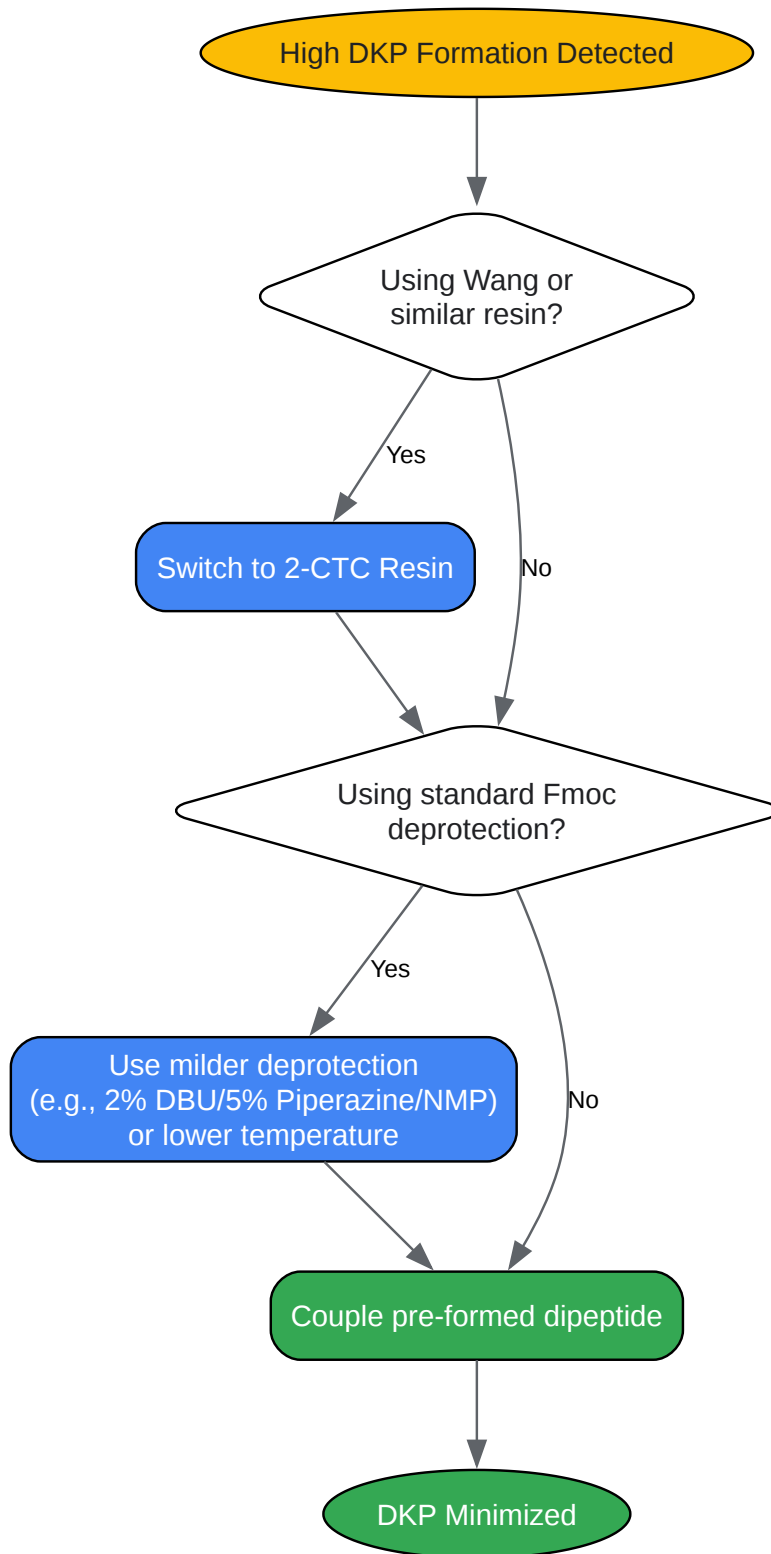 High DKP Formation Detected
Using Wang or
similar resin?
Yes
Switch to 2-CTC Resin
No
Using standard Fmoc
deprotection?
Yes
Use milder deprotection
(e.g., 2% DBU/5% Piperazine/NMP)
or lower temperature
No
Couple pre-formed dipeptide
DKP Minimized